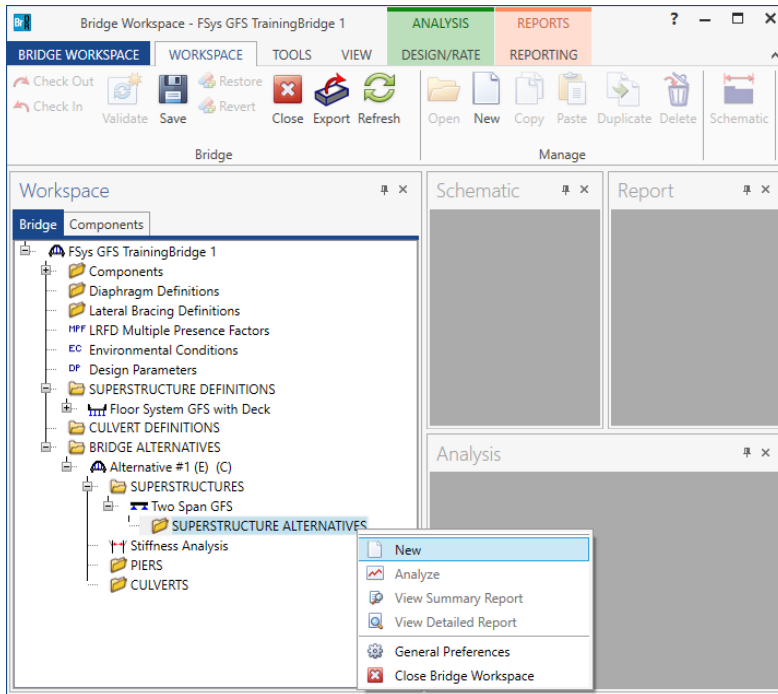 Br Bridge Workspace - FSys GFS TrainingBridge 1 ANALYSIS REPORTS ?
BRIDGE WORKSPACE WORKSPACE TOOLS VIEW DESIGN/RATE REPORTING
Check Out
Check In
Validate
Save
Restore
Revert
Close
Export
Refresh
Open
New
Copy
Paste
Duplicate
Delete
Schematic
Bridge
Manage
Workspace
Bridge Components
FSys GFS TrainingBridge 1
Components
Diaphragm Definitions
Lateral Bracing Definitions
MPF LRFD Multiple Presence Factors
EC Environmental Conditions
DP Design Parameters
SUPERSTRUCTURE DEFINITIONS
Floor System GFS with Deck
CULVERT DEFINITIONS
BRIDGE ALTERNATIVES
Alternative #1 (E) (C)
SUPERSTRUCTURES
Two Span GFS
SUPERSTRUCTURE ALTERNATIVES
Stiffness Analysis
PIERS
CULVERTS
New
Analyze
View Summary Report
View Detailed Report
General Preferences
Close Bridge Workspace
Schematic
Report
Analysis